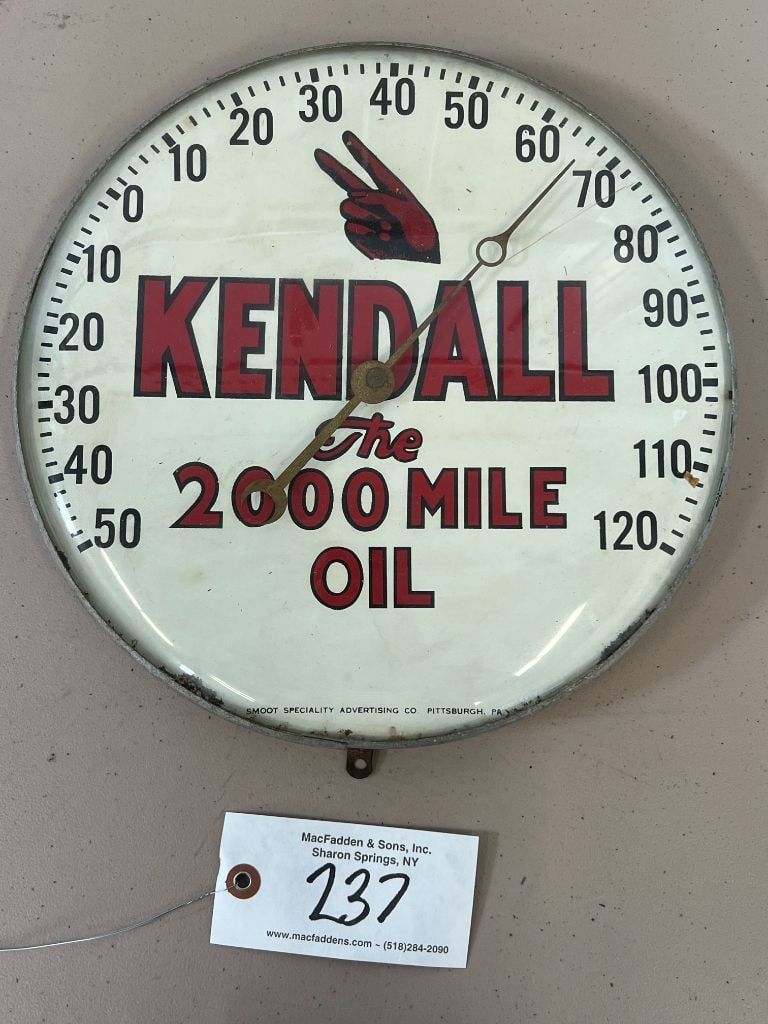 50
40
30
20
10
0
10
20
30
40
50
60
70
80
90
100
110
120
KENDALL
The
2000 MILE
OIL
SMOOT SPECIALITY ADVERTISING CO. PITTSBURGH, PA
MacFadden & Sons, Inc.
Sharon Springs, NY
237
www.macfaddens.com ~ (518)284-2090